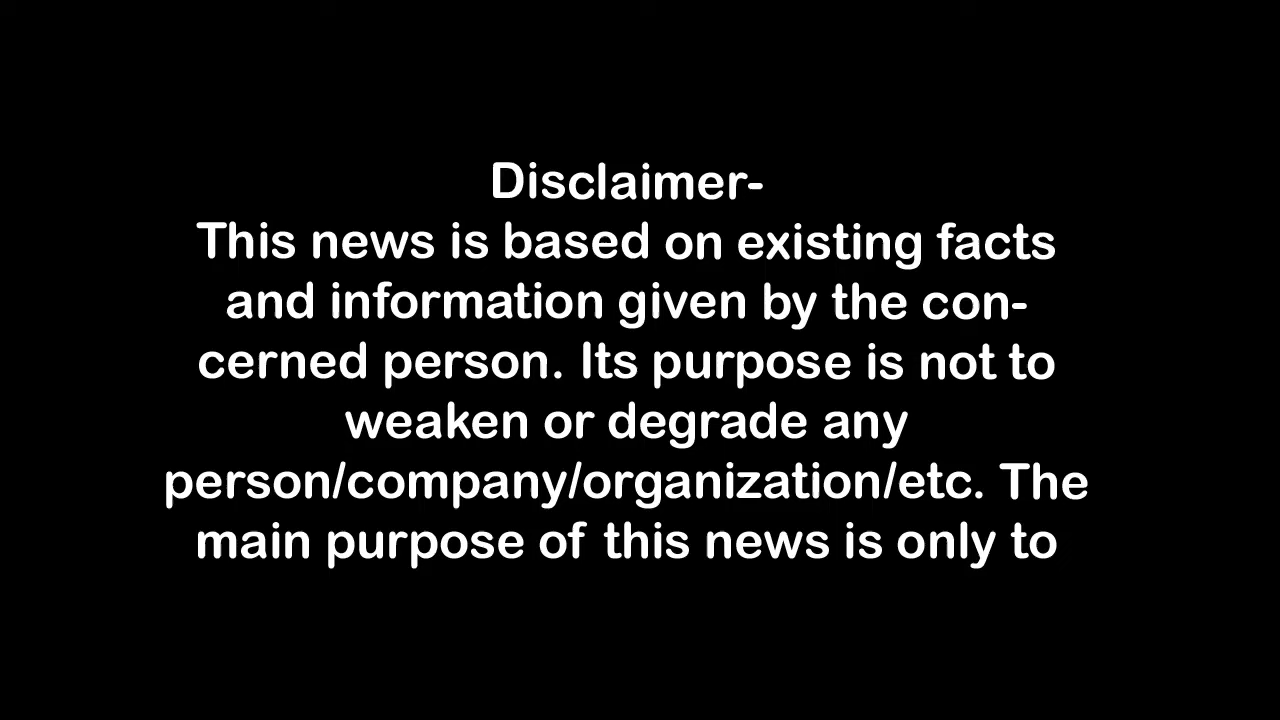 Disclaimer-
This news is based on existing facts
and information given by the con-
cerned person. Its purpose is not to
weaken or degrade any
person/company/organization/etc. The
main purpose of this news is only to